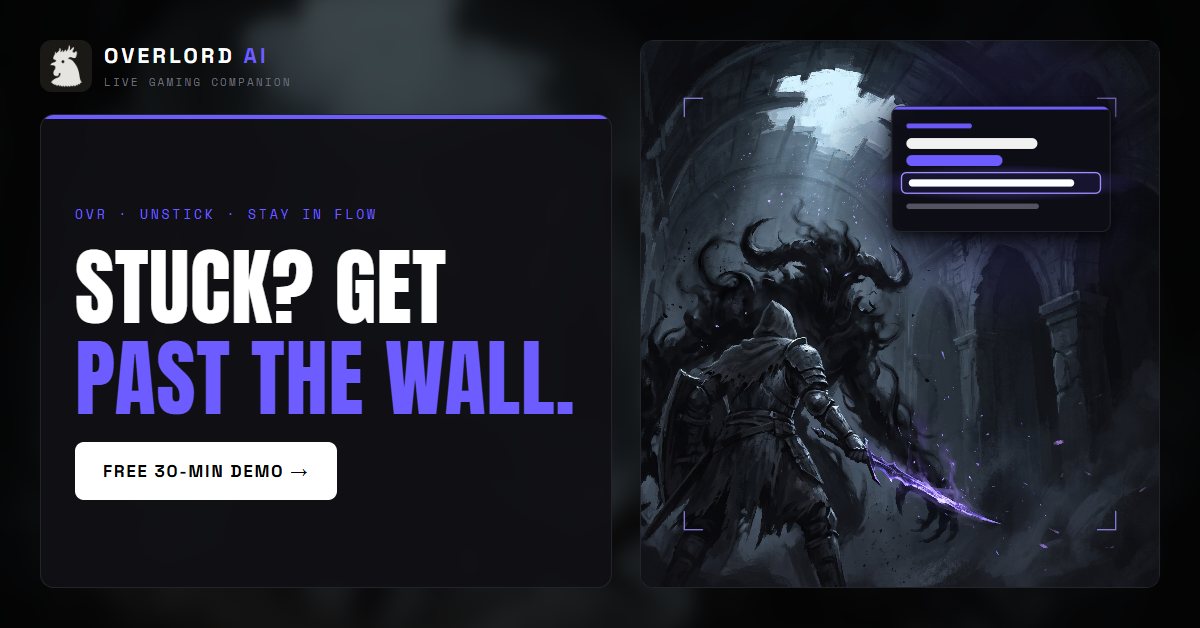 OVERLORD AI
LIVE GAMING COMPANION
OVR · UNSTICK · STAY IN FLOW
STUCK? GET
PAST THE WALL.
FREE 30-MIN DEMO →